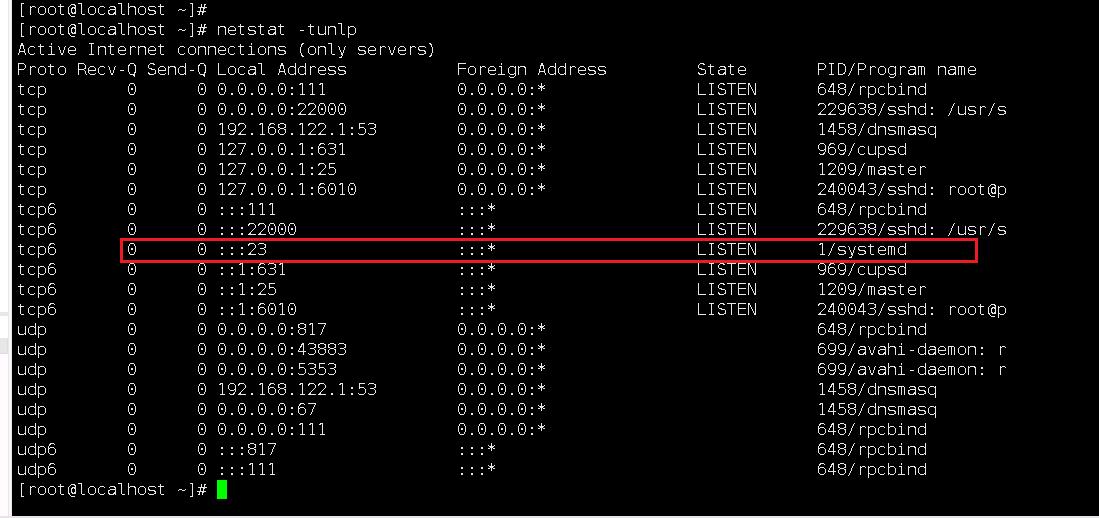 [root@localhost ~]#
[root@localhost ~]# netstat -tunlp
Active Internet connections (only servers)
Proto Recv-Q Send-Q Local Address           Foreign Address         State       PID/Program name
tcp        0      0 0.0.0.0:111             0.0.0.0:*               LISTEN      648/rpcbind
tcp        0      0 0.0.0.0:22000           0.0.0.0:*               LISTEN      229638/sshd: /usr/s
tcp        0      0 192.168.122.1:53        0.0.0.0:*               LISTEN      1458/dnsmasq
tcp        0      0 127.0.0.1:631           0.0.0.0:*               LISTEN      969/cupsd
tcp        0      0 127.0.0.1:25            0.0.0.0:*               LISTEN      1209/master
tcp        0      0 127.0.0.1:6010          0.0.0.0:*               LISTEN      240043/sshd: root@p
tcp6       0      0 :::111                  :::*                    LISTEN      648/rpcbind
tcp6       0      0 :::22000                :::*                    LISTEN      229638/sshd: /usr/s
tcp6       0      0 :::23                   :::*                    LISTEN      1/systemd
tcp6       0      0 ::1:631                 :::*                    LISTEN      969/cupsd
tcp6       0      0 ::1:25                  :::*                    LISTEN      1209/master
tcp6       0      0 ::1:6010                :::*                    LISTEN      240043/sshd: root@p
udp        0      0 0.0.0.0:817             0.0.0.0:*                           648/rpcbind
udp        0      0 0.0.0.0:43883           0.0.0.0:*                           699/avahi-daemon: r
udp        0      0 0.0.0.0:5353            0.0.0.0:*                           699/avahi-daemon: r
udp        0      0 192.168.122.1:53        0.0.0.0:*                           1458/dnsmasq
udp        0      0 0.0.0.0:67              0.0.0.0:*                           1458/dnsmasq
udp        0      0 0.0.0.0:111             0.0.0.0:*                           648/rpcbind
udp6       0      0 :::817                  :::*                                648/rpcbind
udp6       0      0 :::111                  :::*                                648/rpcbind
[root@localhost ~]#